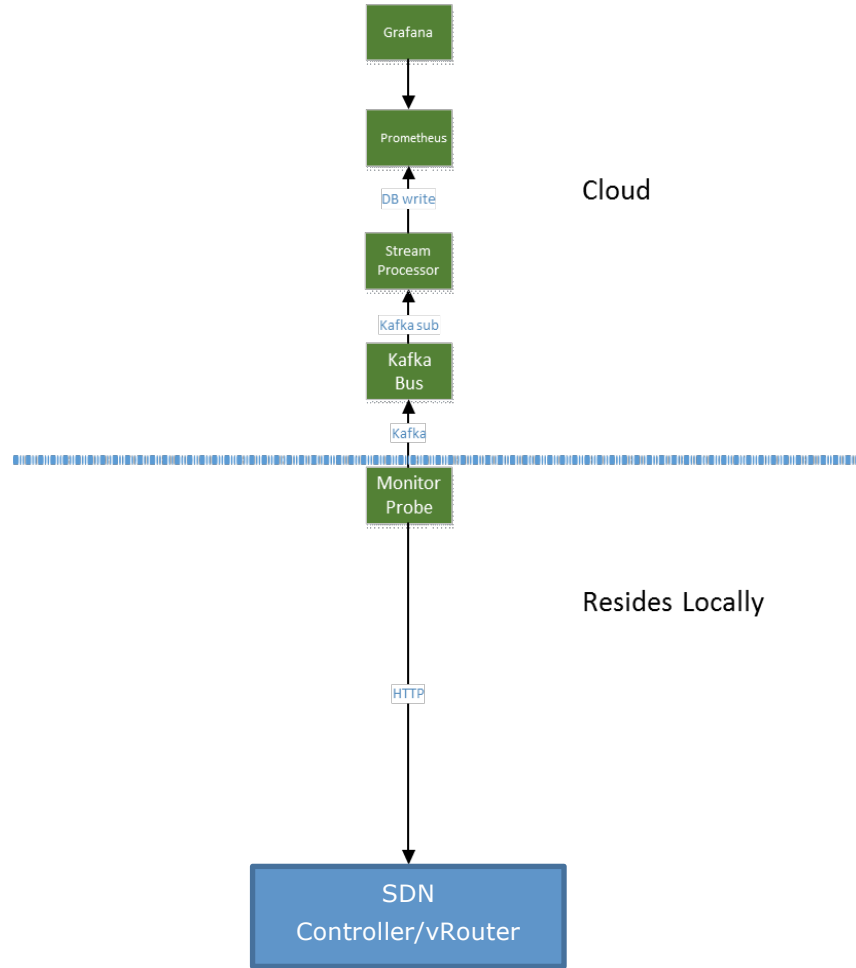 Grafana
Prometheus
Cloud
DB write
Stream
Processor
Kafka sub
Kafka
Bus
Kafka
Monitor
Probe
Resides Locally
HTTP
SDN
Controller/vRouter